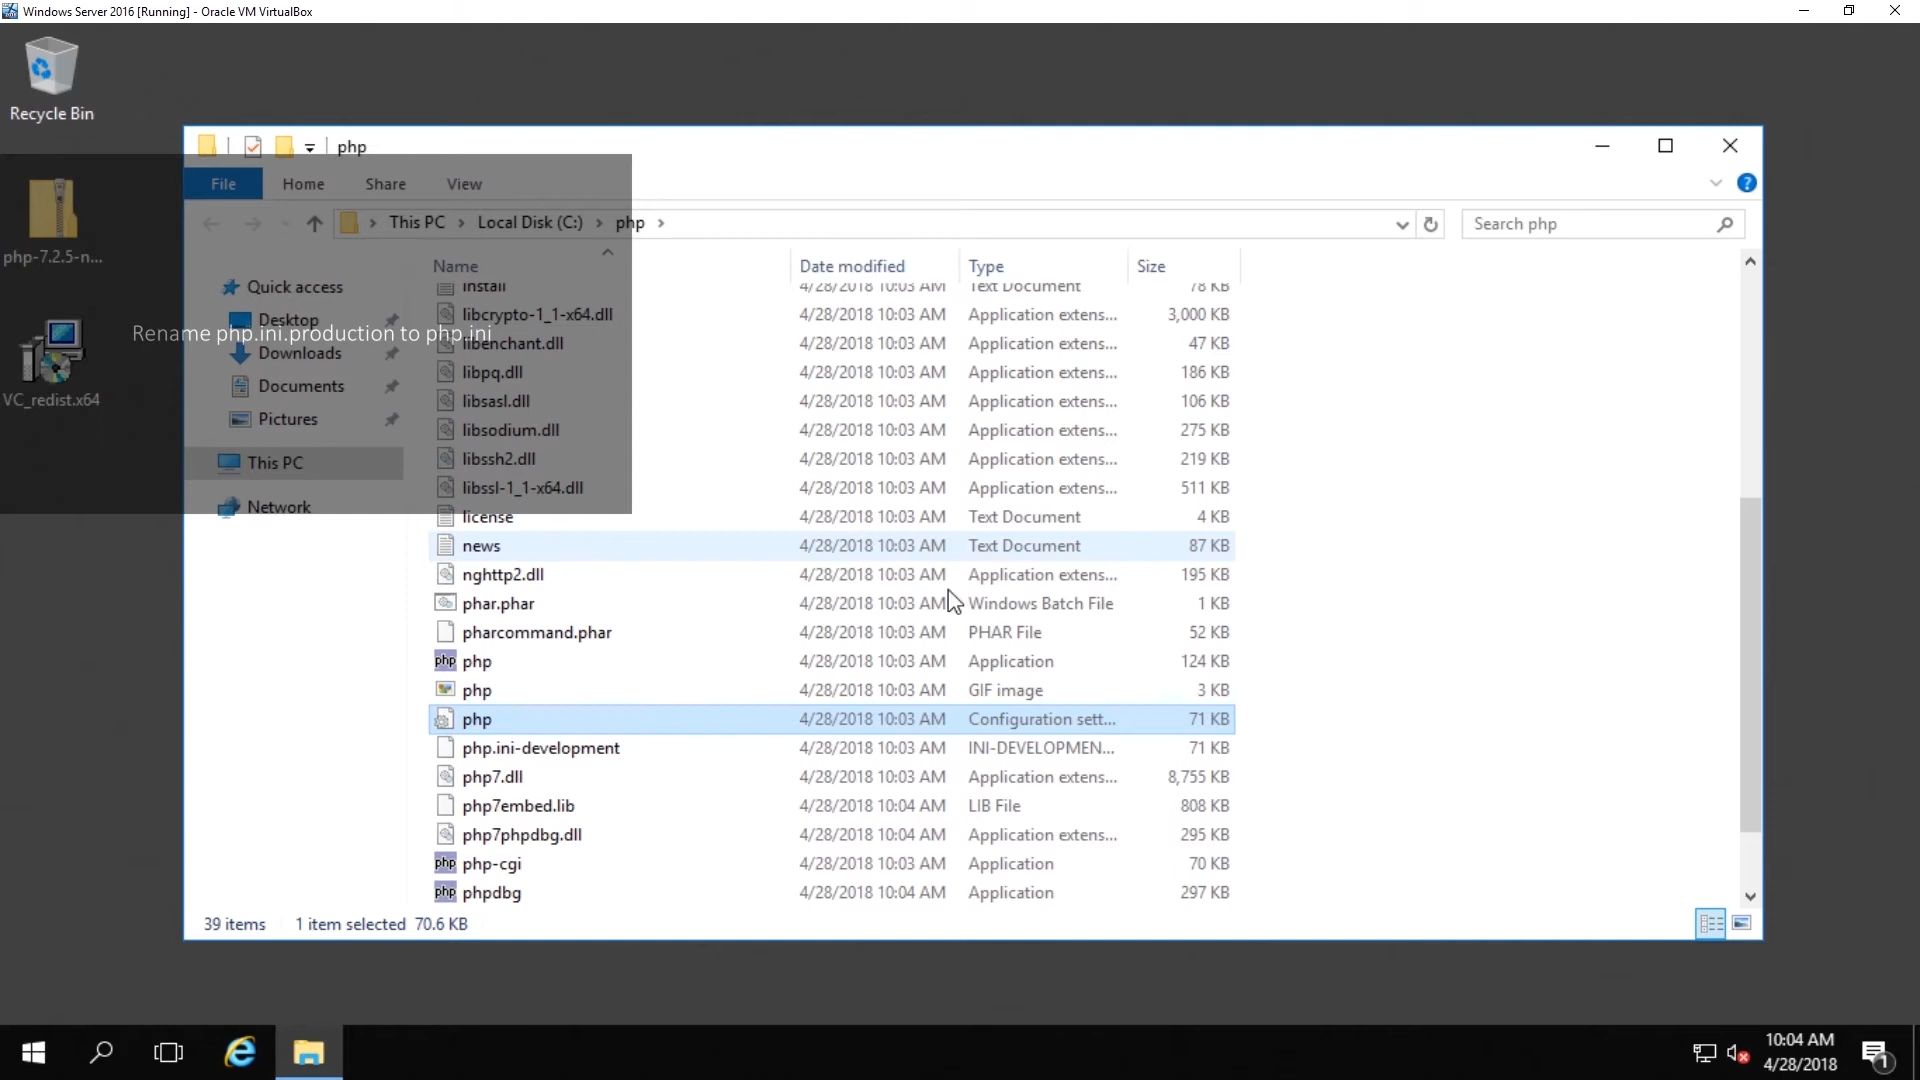 Windows Server 2016 [Running] - Oracle VM VirtualBox
Recycle Bin
php-7.2.5-n...
VC_redist.x64
php
File Home Share View
This PC Local Disk (C:) php
Search php
Quick access
Desktop
Downloads
Documents
Pictures
This PC
Network
Rename php.ini.production to php.ini
Name Date modified Type Size
install 4/28/2018 10:03 AM Text Document 78 KB
libcrypto-1_1-x64.dll 4/28/2018 10:03 AM Application extens... 3,000 KB
libenchant.dll 4/28/2018 10:03 AM Application extens... 47 KB
libpq.dll 4/28/2018 10:03 AM Application extens... 186 KB
libsasl.dll 4/28/2018 10:03 AM Application extens... 106 KB
libsodium.dll 4/28/2018 10:03 AM Application extens... 275 KB
libssh2.dll 4/28/2018 10:03 AM Application extens... 219 KB
libssl-1_1-x64.dll 4/28/2018 10:03 AM Application extens... 511 KB
license 4/28/2018 10:03 AM Text Document 4 KB
news 4/28/2018 10:03 AM Text Document 87 KB
nghttp2.dll 4/28/2018 10:03 AM Application extens... 195 KB
phar.phar 4/28/2018 10:03 AM Windows Batch File 1 KB
pharcommand.phar 4/28/2018 10:03 AM PHAR File 52 KB
php php 4/28/2018 10:03 AM Application 124 KB
php 4/28/2018 10:03 AM GIF image 3 KB
php 4/28/2018 10:03 AM Configuration sett... 71 KB
php.ini-development 4/28/2018 10:03 AM INI-DEVELOPMEN... 71 KB
php7.dll 4/28/2018 10:03 AM Application extens... 8,755 KB
php7embed.lib 4/28/2018 10:04 AM LIB File 808 KB
php7phpdbg.dll 4/28/2018 10:04 AM Application extens... 295 KB
php php-cgi 4/28/2018 10:03 AM Application 70 KB
php phpdbg 4/28/2018 10:04 AM Application 297 KB
39 items 1 item selected 70.6 KB
10:04 AM
4/28/2018
1